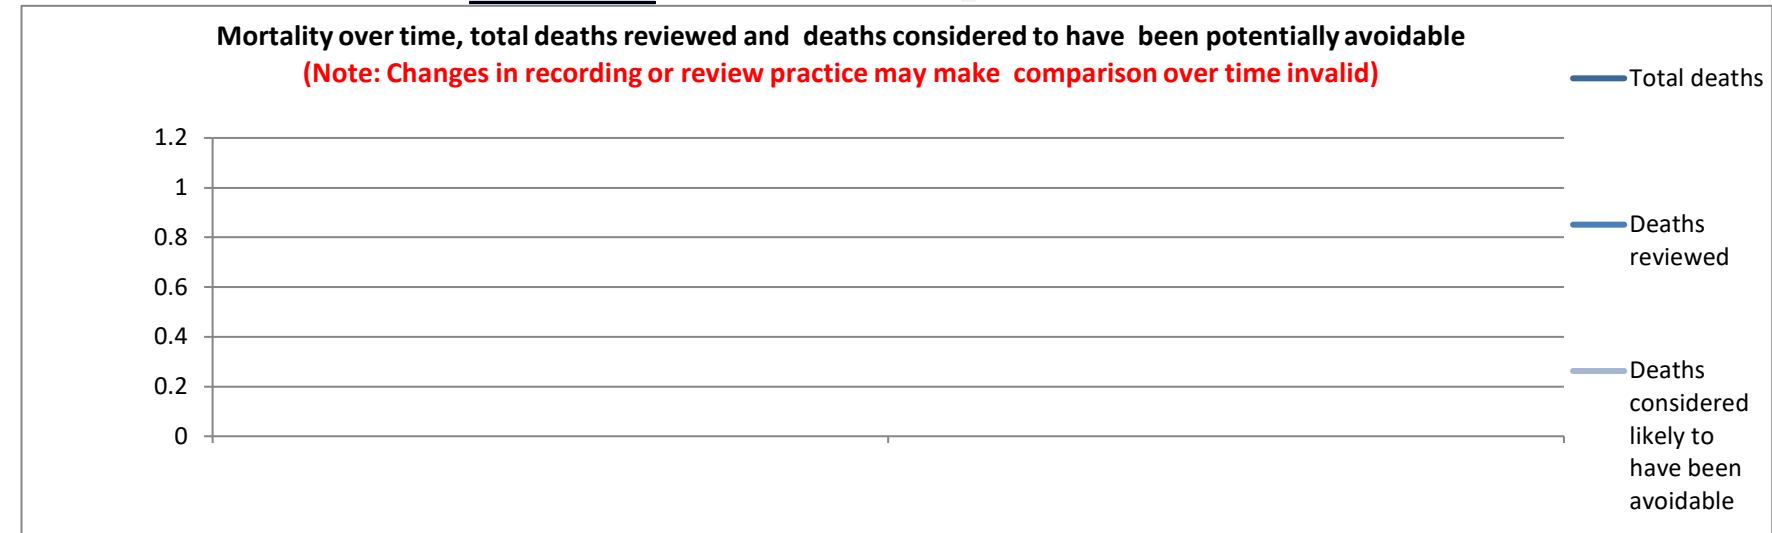 Mortality over time, total deaths reviewed and deaths considered to have been potentially avoidable
(Note: Changes in recording or review practice may make comparison over time invalid)
1.2
1
0.8
0.6
0.4
0.2
0
Total deaths
Deaths
reviewed
Deaths
considered
likely to
have been
avoidable